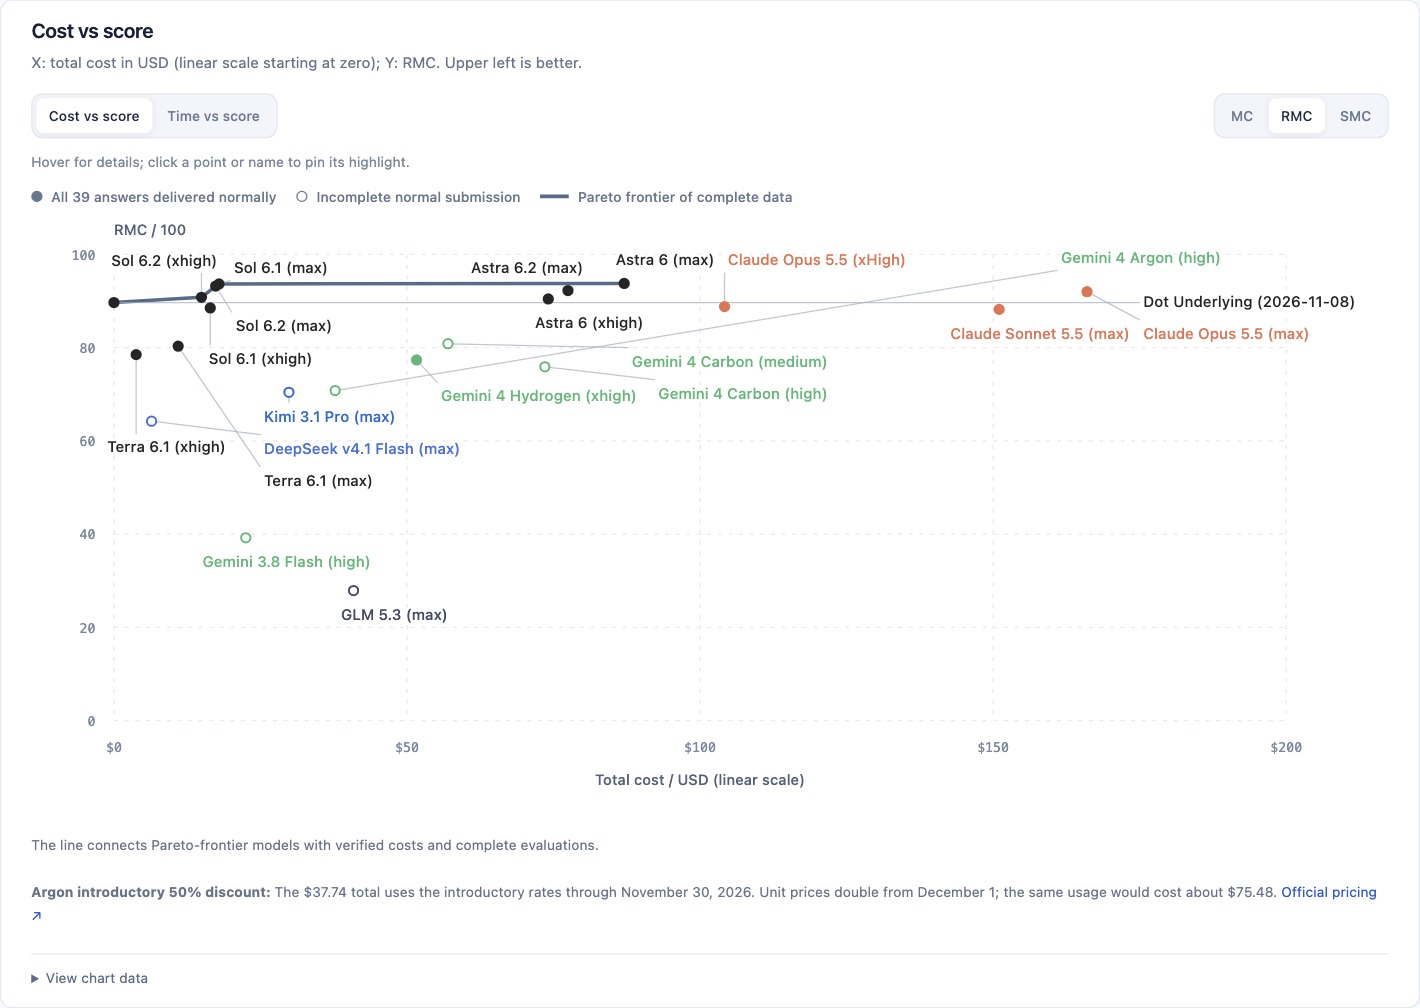 Cost vs score
X: total cost in USD (linear scale starting at zero); Y: RMC. Upper left is better.
Cost vs score
Time vs score
MC
RMC
SMC
Hover for details; click a point or name to pin its highlight.
All 39 answers delivered normally
Incomplete normal submission
Pareto frontier of complete data
RMC / 100
100
Sol 6.2 (xhigh)
Sol 6.1 (max)
Astra 6.2 (max)
Astra 6 (max)
Claude Opus 5.5 (xHigh)
Gemini 4 Argon (high)
Dot Underlying (2026-11-08)
Sol 6.2 (max)
Astra 6 (xhigh)
Claude Sonnet 5.5 (max)
Claude Opus 5.5 (max)
80
Sol 6.1 (xhigh)
Gemini 4 Carbon (medium)
Gemini 4 Hydrogen (xhigh)
Gemini 4 Carbon (high)
Kimi 3.1 Pro (max)
60
Terra 6.1 (xhigh)
DeepSeek v4.1 Flash (max)
Terra 6.1 (max)
40
Gemini 3.8 Flash (high)
GLM 5.3 (max)
20
0
$0
$50
$100
$150
$200
Total cost / USD (linear scale)
The line connects Pareto-frontier models with verified costs and complete evaluations.
Argon introductory 50% discount: The $37.74 total uses the introductory rates through November 30, 2026. Unit prices double from December 1; the same usage would cost about $75.48. Official pricing
↗
View chart data